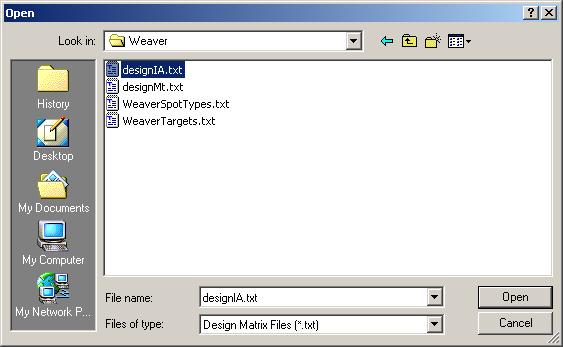 Open
Look in: Weaver
History
Desktop
My Documents
My Computer
My Network P...
designIA.txt
designMt.txt
WeaverSpotTypes.txt
WeaverTargets.txt
File name: designIA.txt Open
Files of type: Design Matrix Files (*.txt) Cancel